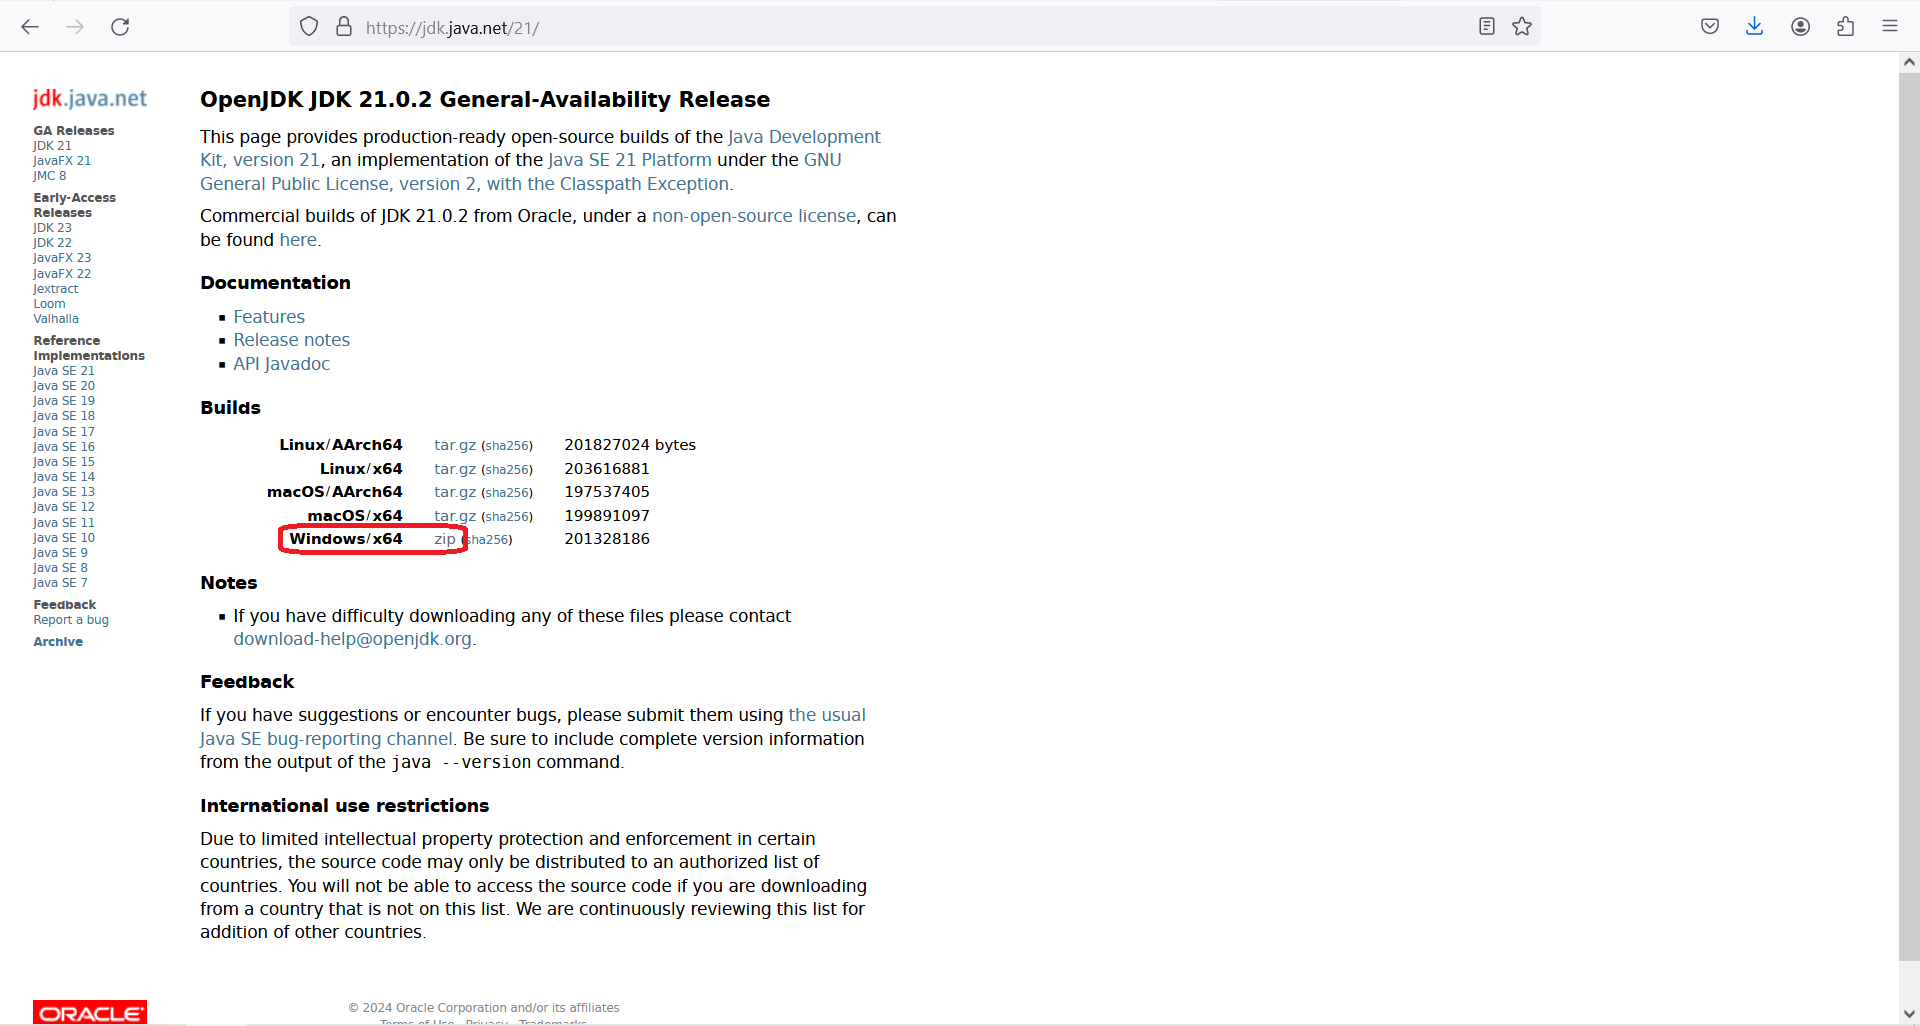 https://jdk.java.net/21/
jdk.java.net
GA Releases
JDK 21
JavaFX 21
JMC 8
Early-Access
Releases
JDK 23
JDK 22
JavaFX 23
JavaFX 22
Jextract
Loom
Valhalla
Reference
Implementations
Java SE 21
Java SE 20
Java SE 19
Java SE 18
Java SE 17
Java SE 16
Java SE 15
Java SE 14
Java SE 13
Java SE 12
Java SE 11
Java SE 10
Java SE 9
Java SE 8
Java SE 7
Feedback
Report a bug
Archive
ORACLE
OpenJDK JDK 21.0.2 General-Availability Release
This page provides production-ready open-source builds of the Java Development
Kit, version 21, an implementation of the Java SE 21 Platform under the GNU
General Public License, version 2, with the Classpath Exception.
Commercial builds of JDK 21.0.2 from Oracle, under a non-open-source license, can
be found here.
Documentation
Features
Release notes
API Javadoc
Builds
Linux/AArch64 tar.gz (sha256) 201827024 bytes
Linux/x64 tar.gz (sha256) 203616881
macOS/AArch64 tar.gz (sha256) 197537405
macOS/x64 tar.gz (sha256) 199891097
Windows/x64 zip (sha256) 201328186
Notes
If you have difficulty downloading any of these files please contact
download-help@openjdk.org.
Feedback
If you have suggestions or encounter bugs, please submit them using the usual
Java SE bug-reporting channel. Be sure to include complete version information
from the output of the java --version command.
International use restrictions
Due to limited intellectual property protection and enforcement in certain
countries, the source code may only be distributed to an authorized list of
countries. You will not be able to access the source code if you are downloading
from a country that is not on this list. We are continuously reviewing this list for
addition of other countries.
© 2024 Oracle Corporation and/or its affiliates
Terms of Use · Privacy · Trademarks